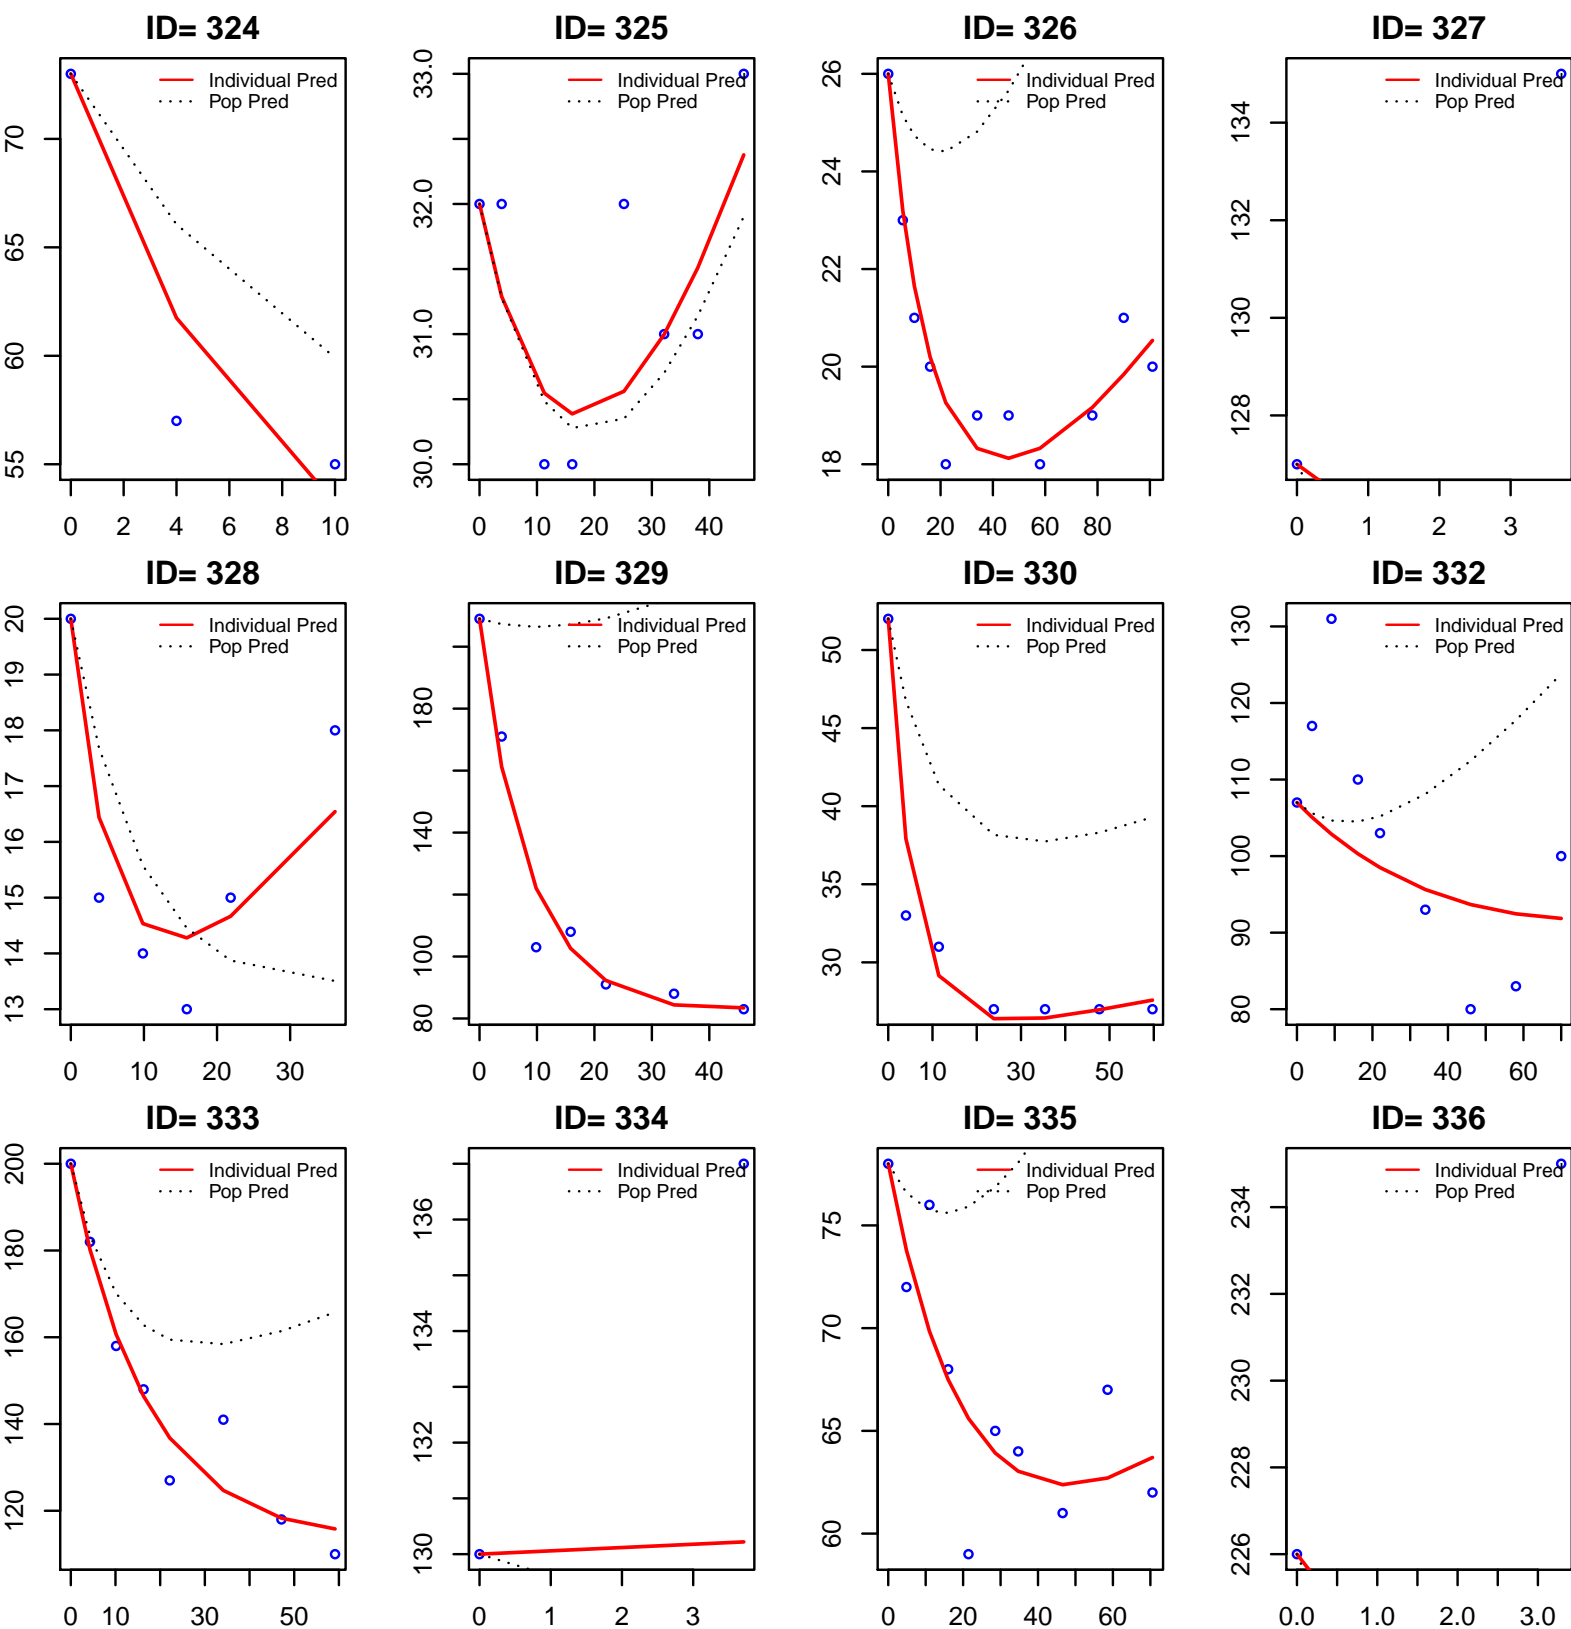 ID= 324
Individual Pred
Pop Pred
70
65
60
55
0 2 4 6 8 10
ID= 325
Individual Pred
Pop Pred
33.0
32.0
31.0
30.0
0 10 20 30 40
ID= 326
Individual Pred
Pop Pred
26
24
22
20
18
0 20 40 60 80
ID= 327
Individual Pred
Pop Pred
134
132
130
128
0 1 2 3
ID= 328
Individual Pred
Pop Pred
20
19
18
17
16
15
14
13
0 10 20 30
ID= 329
Individual Pred
Pop Pred
180
140
100
80
0 10 20 30 40
ID= 330
Individual Pred
Pop Pred
50
45
40
35
30
0 10 30 50
ID= 332
Individual Pred
Pop Pred
130
120
110
100
90
80
0 20 40 60
ID= 333
Individual Pred
Pop Pred
200
180
160
140
120
0 10 30 50
ID= 334
Individual Pred
Pop Pred
136
134
132
130
0 1 2 3
ID= 335
Individual Pred
Pop Pred
75
70
65
60
0 20 40 60
ID= 336
Individual Pred
Pop Pred
234
232
230
228
226
0.0 1.0 2.0 3.0